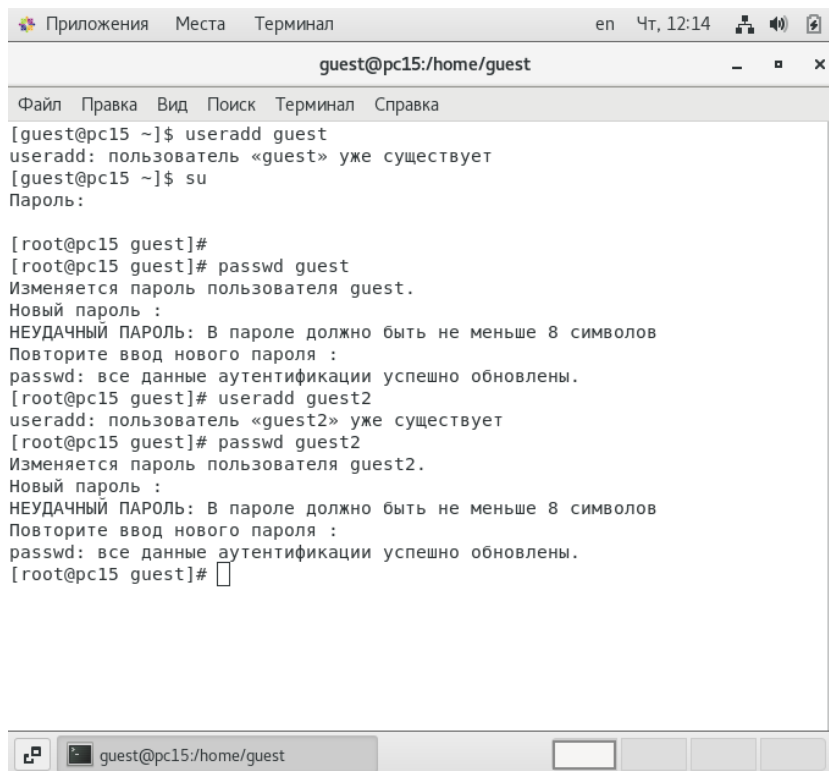 Приложения Места Терминал en Чт, 12:14
guest@pc15:/home/guest
Файл Правка Вид Поиск Терминал Справка
[guest@pc15 ~]$ useradd guest
useradd: пользователь «guest» уже существует
[guest@pc15 ~]$ su
Пароль:
[root@pc15 guest]#
[root@pc15 guest]# passwd guest
Изменяется пароль пользователя guest.
Новый пароль :
НЕУДАЧНЫЙ ПАРОЛЬ: В пароле должно быть не меньше 8 символов
Повторите ввод нового пароля :
passwd: все данные аутентификации успешно обновлены.
[root@pc15 guest]# useradd guest2
useradd: пользователь «guest2» уже существует
[root@pc15 guest]# passwd guest2
Изменяется пароль пользователя guest2.
Новый пароль :
НЕУДАЧНЫЙ ПАРОЛЬ: В пароле должно быть не меньше 8 символов
Повторите ввод нового пароля :
passwd: все данные аутентификации успешно обновлены.
[root@pc15 guest]#
guest@pc15:/home/guest